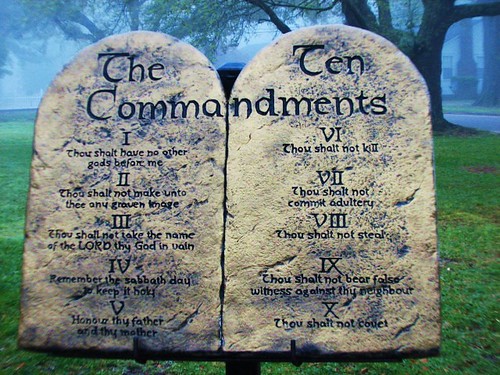 The Ten
Commandments
I
Thou shalt have no other
gods before me
II
Thou shalt not make unto
thee any graven image
III
Thou shalt not take the name
of the LORD thy God in vain
IV
Remember the sabbath day
to keep it holy
V
Honour thy father
and thy mother
VI
Thou shalt not kill
VII
Thou shalt not
commit adultery
VIII
Thou shalt not steal
IX
Thou shalt not bear false
witness against thy neighbour
X
Thou shalt not covet